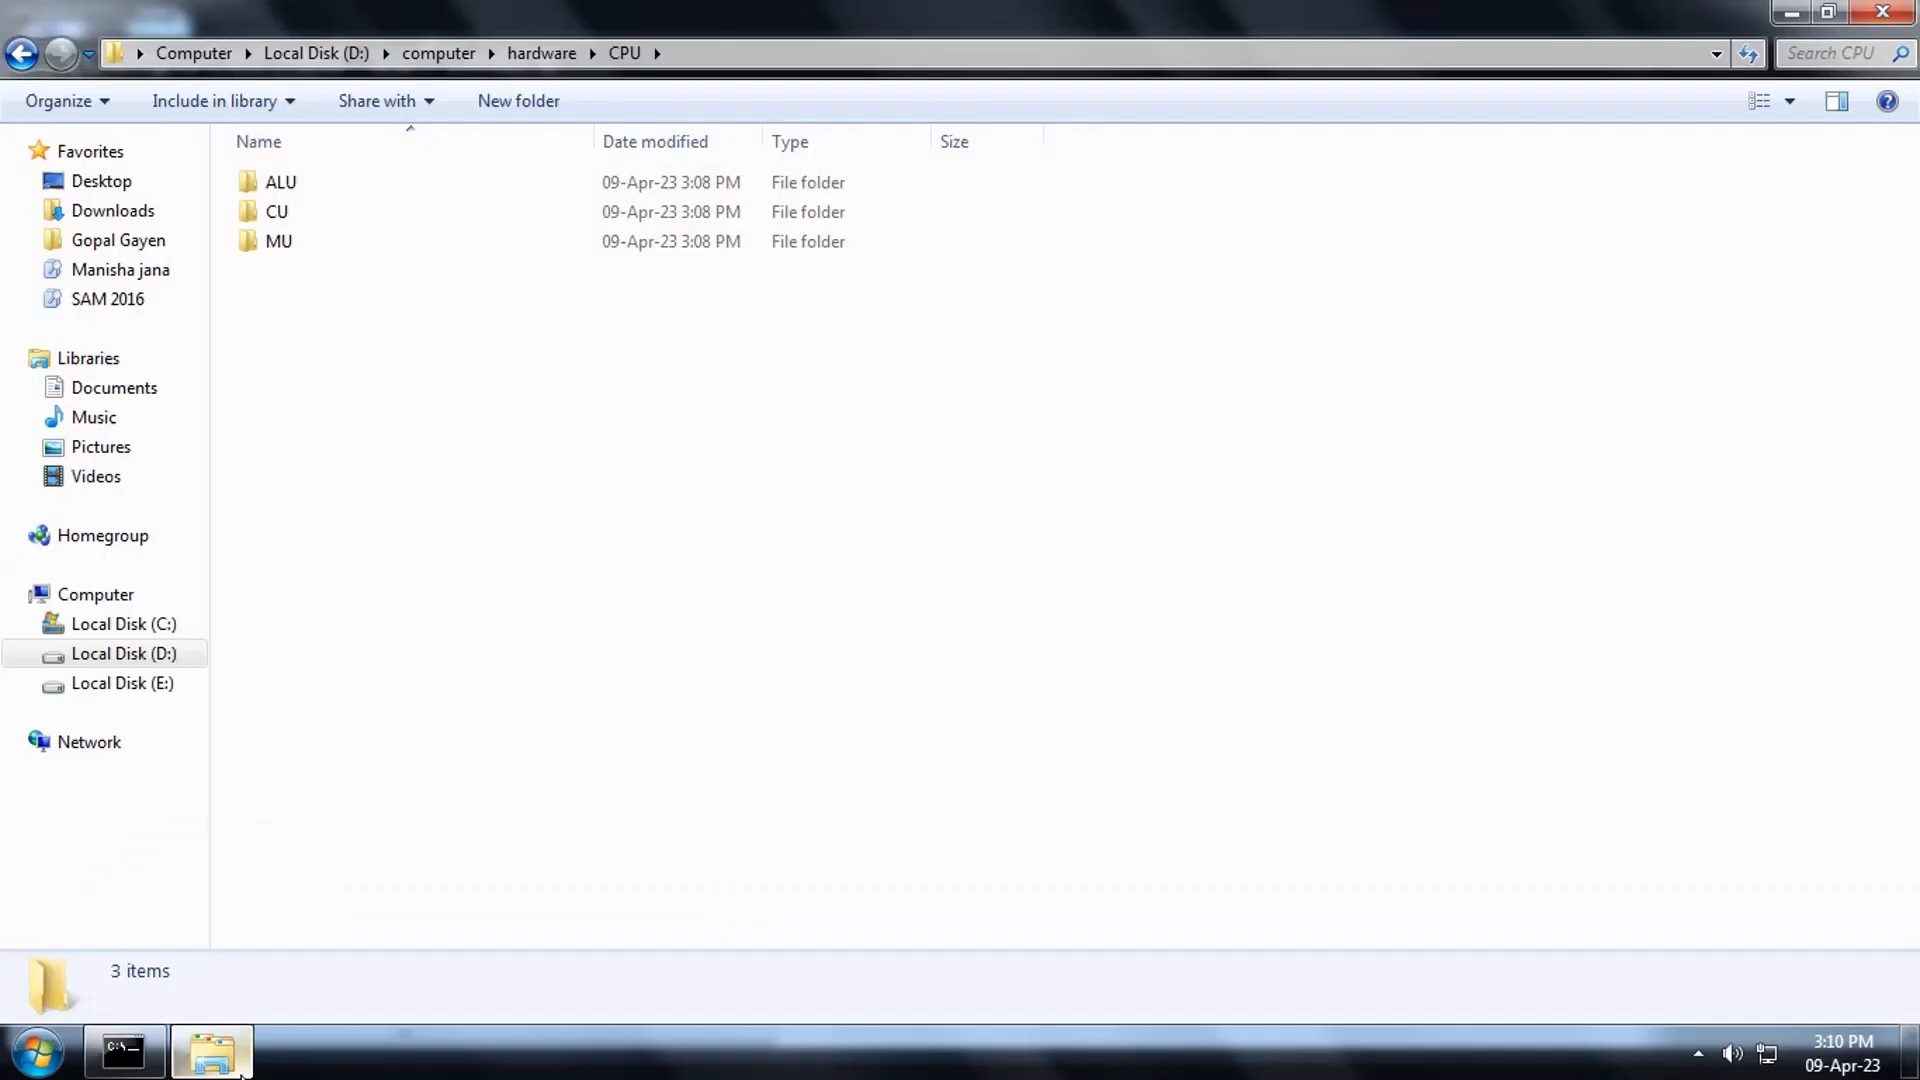 Computer Local Disk (D:) computer hardware CPU Search CPU
Organize Include in library Share with New folder
Name Date modified Type Size
ALU 09-Apr-23 3:08 PM File folder
CU 09-Apr-23 3:08 PM File folder
MU 09-Apr-23 3:08 PM File folder
Favorites
Desktop
Downloads
Gopal Gayen
Manisha jana
SAM 2016
Libraries
Documents
Music
Pictures
Videos
Homegroup
Computer
Local Disk (C:)
Local Disk (D:)
Local Disk (E:)
Network
3 items
C:\
3:10 PM
09-Apr-23